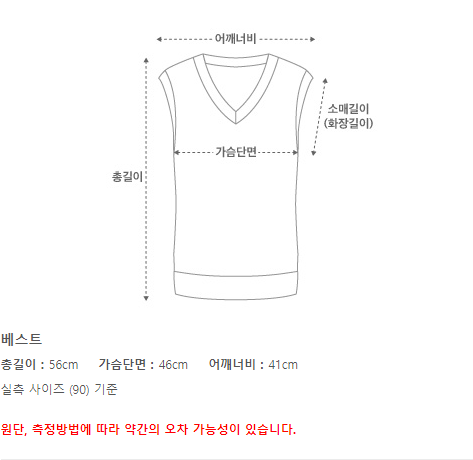 어깨너비
소매길이
(화장길이)
가슴단면
총길이
베스트
총길이 : 56cm 가슴단면 : 46cm 어깨너비 : 41cm
실측 사이즈 (90) 기준
원단, 측정방법에 따라 약간의 오차 가능성이 있습니다.